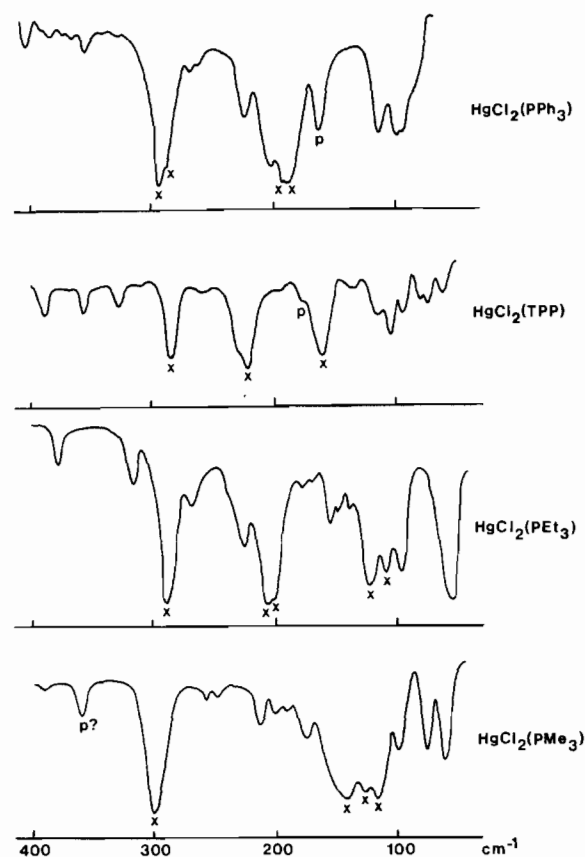 HgCl₂(PPh₃)
p
x
x
x x
HgCl₂(TPP)
p
x
x
x
HgCl₂(PEt₃)
x
x x
x
x
p?
HgCl₂(PMe₃)
x
x
x
x
400
300
200
100
cm⁻¹